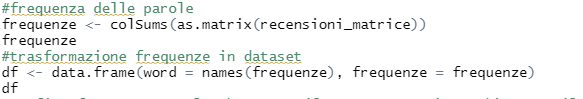 #frequenza delle parole
frequenze <- colSums(as.matrix(recensioni_matrice))
frequenze
#trasformazione frequenze in dataset
df <- data.frame(word = names(frequenze), frequenze = frequenze)
df